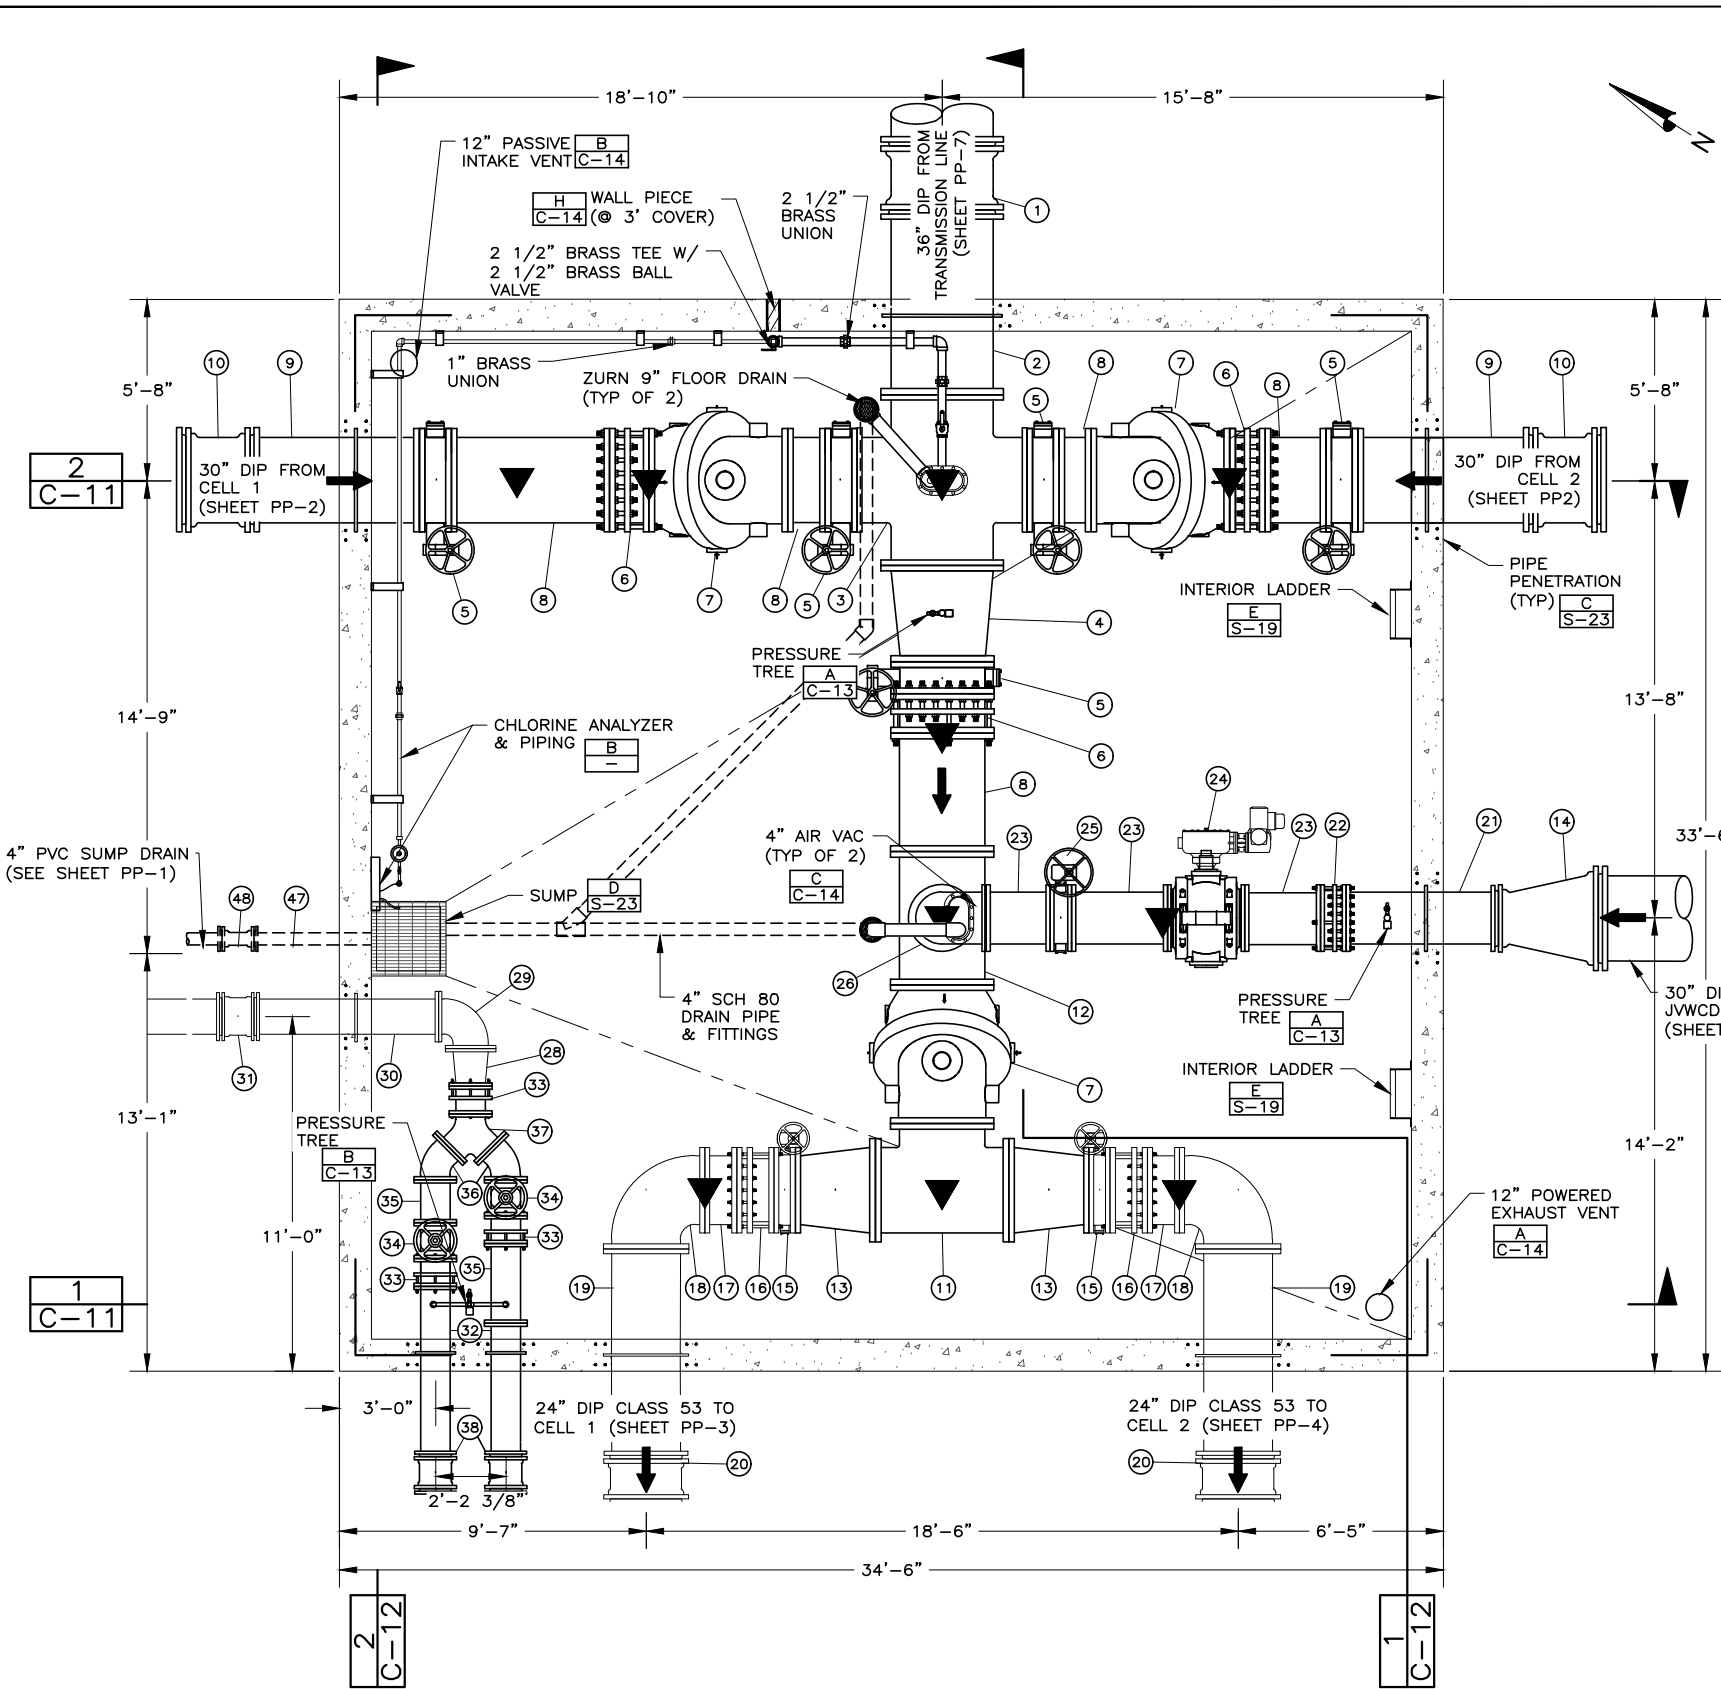 18'-10"
15'-8"
N
12" PASSIVE
INTAKE VENT
B
C-14
H
C-14
WALL PIECE
(@ 3' COVER)
2 1/2"
BRASS
UNION
36" DIP FROM
TRANSMISSION LINE
(SHEET PP-7)
1
2 1/2" BRASS TEE W/
2 1/2" BRASS BALL
VALVE
1" BRASS
UNION
ZURN 9" FLOOR DRAIN
(TYP OF 2)
2
10
9
5
8
7
6
8
5
9
10
5'-8"
5'-8"
2
C-11
30" DIP FROM
CELL 1
(SHEET PP-2)
30" DIP FROM
CELL 2
(SHEET PP2)
5
8
6
7
8
5
3
4
INTERIOR LADDER
E
S-19
PIPE
PENETRATION
(TYP)
C
S-23
PRESSURE
TREE
A
C-13
5
6
8
14'-9"
13'-8"
CHLORINE ANALYZER
& PIPING
B
-
4" AIR VAC
(TYP OF 2)
C
C-14
23
25
23
24
23
22
21
14
33'-6
4" PVC SUMP DRAIN
(SEE SHEET PP-1)
48
47
SUMP
D
S-23
29
26
12
4" SCH 80
DRAIN PIPE
& FITTINGS
PRESSURE
TREE
A
C-13
30" DI
JVWCD
(SHEET
31
30
28
33
37
INTERIOR LADDER
E
S-19
7
13'-1"
14'-2"
PRESSURE
TREE
B
C-13
35
36
34
34
33
33
35
32
11'-0"
12" POWERED
EXHAUST VENT
A
C-14
1
C-11
19
18
17
16
15
13
11
13
15
16
17
18
19
3'-0"
38
24" DIP CLASS 53 TO
CELL 1 (SHEET PP-3)
24" DIP CLASS 53 TO
CELL 2 (SHEET PP-4)
20
20
2'-2 3/8"
9'-7"
18'-6"
6'-5"
34'-6"
2
C-12
1
C-12